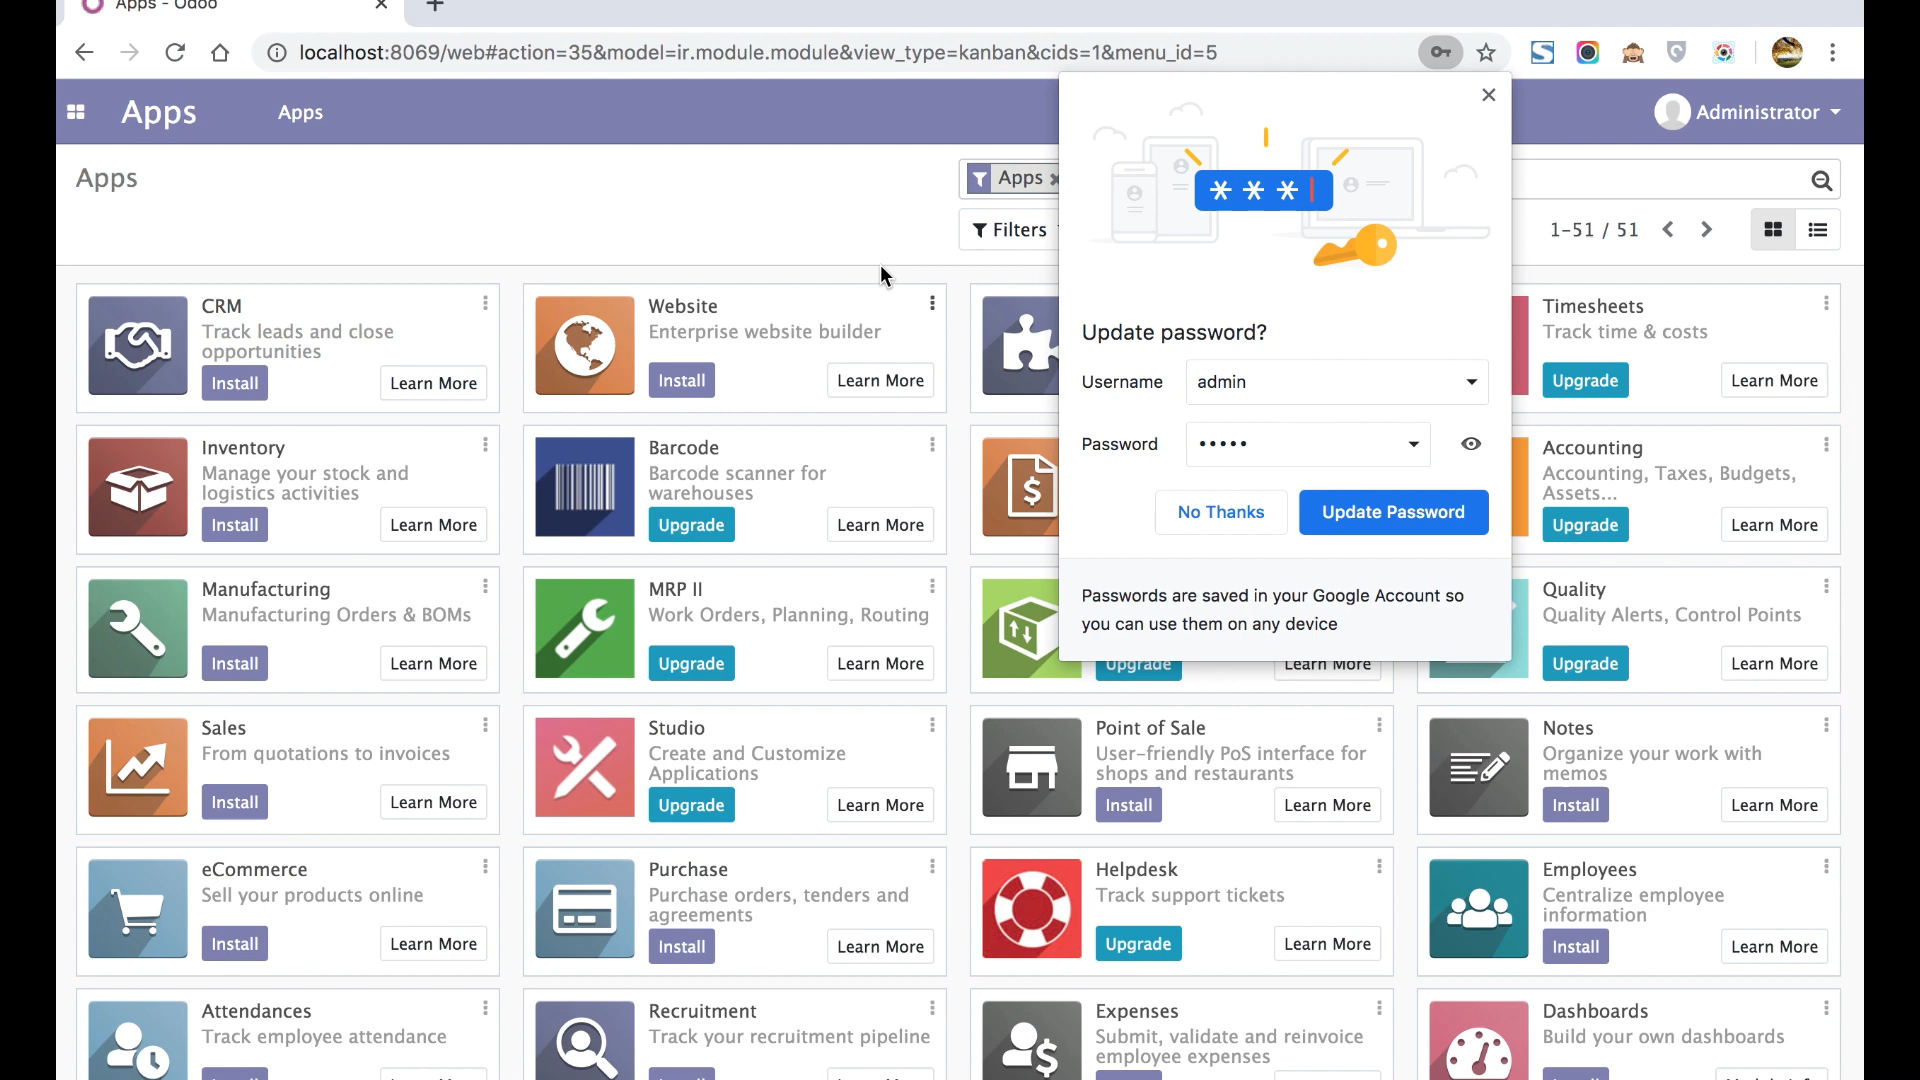 Apps - Odoo
localhost:8069/web#action=35&model=ir.module.module&view_type=kanban&cids=1&menu_id=5
Apps
Apps
Administrator
Apps
Apps
Filters
1-51 / 51
* * *
Update password?
Username
admin
Password
•••••
No Thanks
Update Password
Passwords are saved in your Google Account so
you can use them on any device
CRM
Track leads and close
opportunities
Install
Learn More
Website
Enterprise website builder
Install
Learn More
Timesheets
Track time & costs
Upgrade
Learn More
Inventory
Manage your stock and
logistics activities
Install
Learn More
Barcode
Barcode scanner for
warehouses
Upgrade
Learn More
$
Accounting
Accounting, Taxes, Budgets,
Assets...
Upgrade
Learn More
Manufacturing
Manufacturing Orders & BOMs
Install
Learn More
MRP II
Work Orders, Planning, Routing
Upgrade
Learn More
Upgrade
Learn More
Quality
Quality Alerts, Control Points
Upgrade
Learn More
Sales
From quotations to invoices
Install
Learn More
Studio
Create and Customize
Applications
Upgrade
Learn More
Point of Sale
User-friendly PoS interface for
shops and restaurants
Install
Learn More
Notes
Organize your work with
memos
Install
Learn More
eCommerce
Sell your products online
Install
Learn More
Purchase
Purchase orders, tenders and
agreements
Install
Learn More
Helpdesk
Track support tickets
Upgrade
Learn More
Employees
Centralize employee
information
Install
Learn More
Attendances
Track employee attendance
Recruitment
Track your recruitment pipeline
$
Expenses
Submit, validate and reinvoice
employee expenses
Dashboards
Build your own dashboards